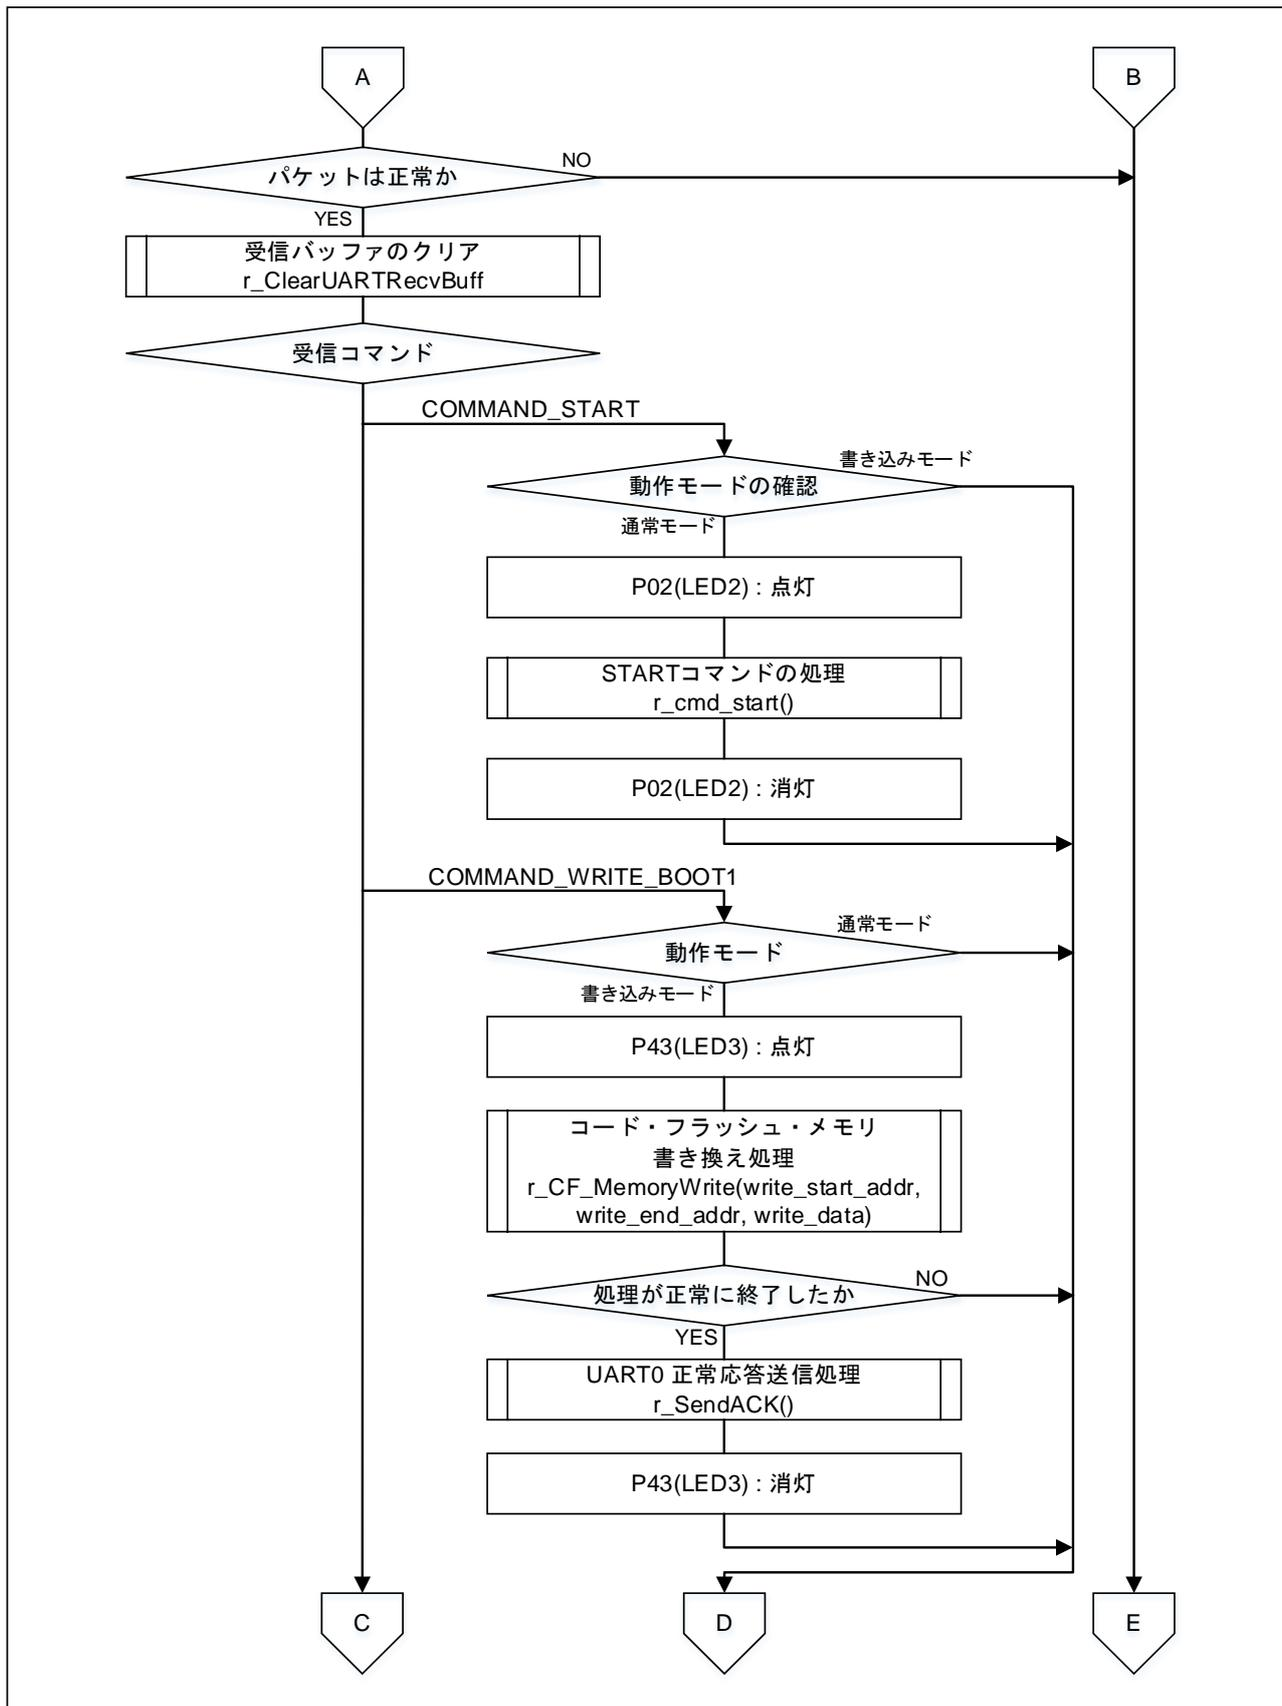 A
B
パケットは正常か
NO
YES
受信バッファのクリア
r_ClearUARTRecvBuff
受信コマンド
COMMAND_START
書き込みモード
動作モードの確認
通常モード
P02(LED2) : 点灯
STARTコマンドの処理
r_cmd_start()
P02(LED2) : 消灯
COMMAND_WRITE_BOOT1
通常モード
動作モード
書き込みモード
P43(LED3) : 点灯
コード・フラッシュ・メモリ
書き換え処理
r_CF_MemoryWrite(write_start_addr,
write_end_addr, write_data)
処理が正常に終了したか
NO
YES
UART0 正常応答送信処理
r_SendACK()
P43(LED3) : 消灯
C
D
E